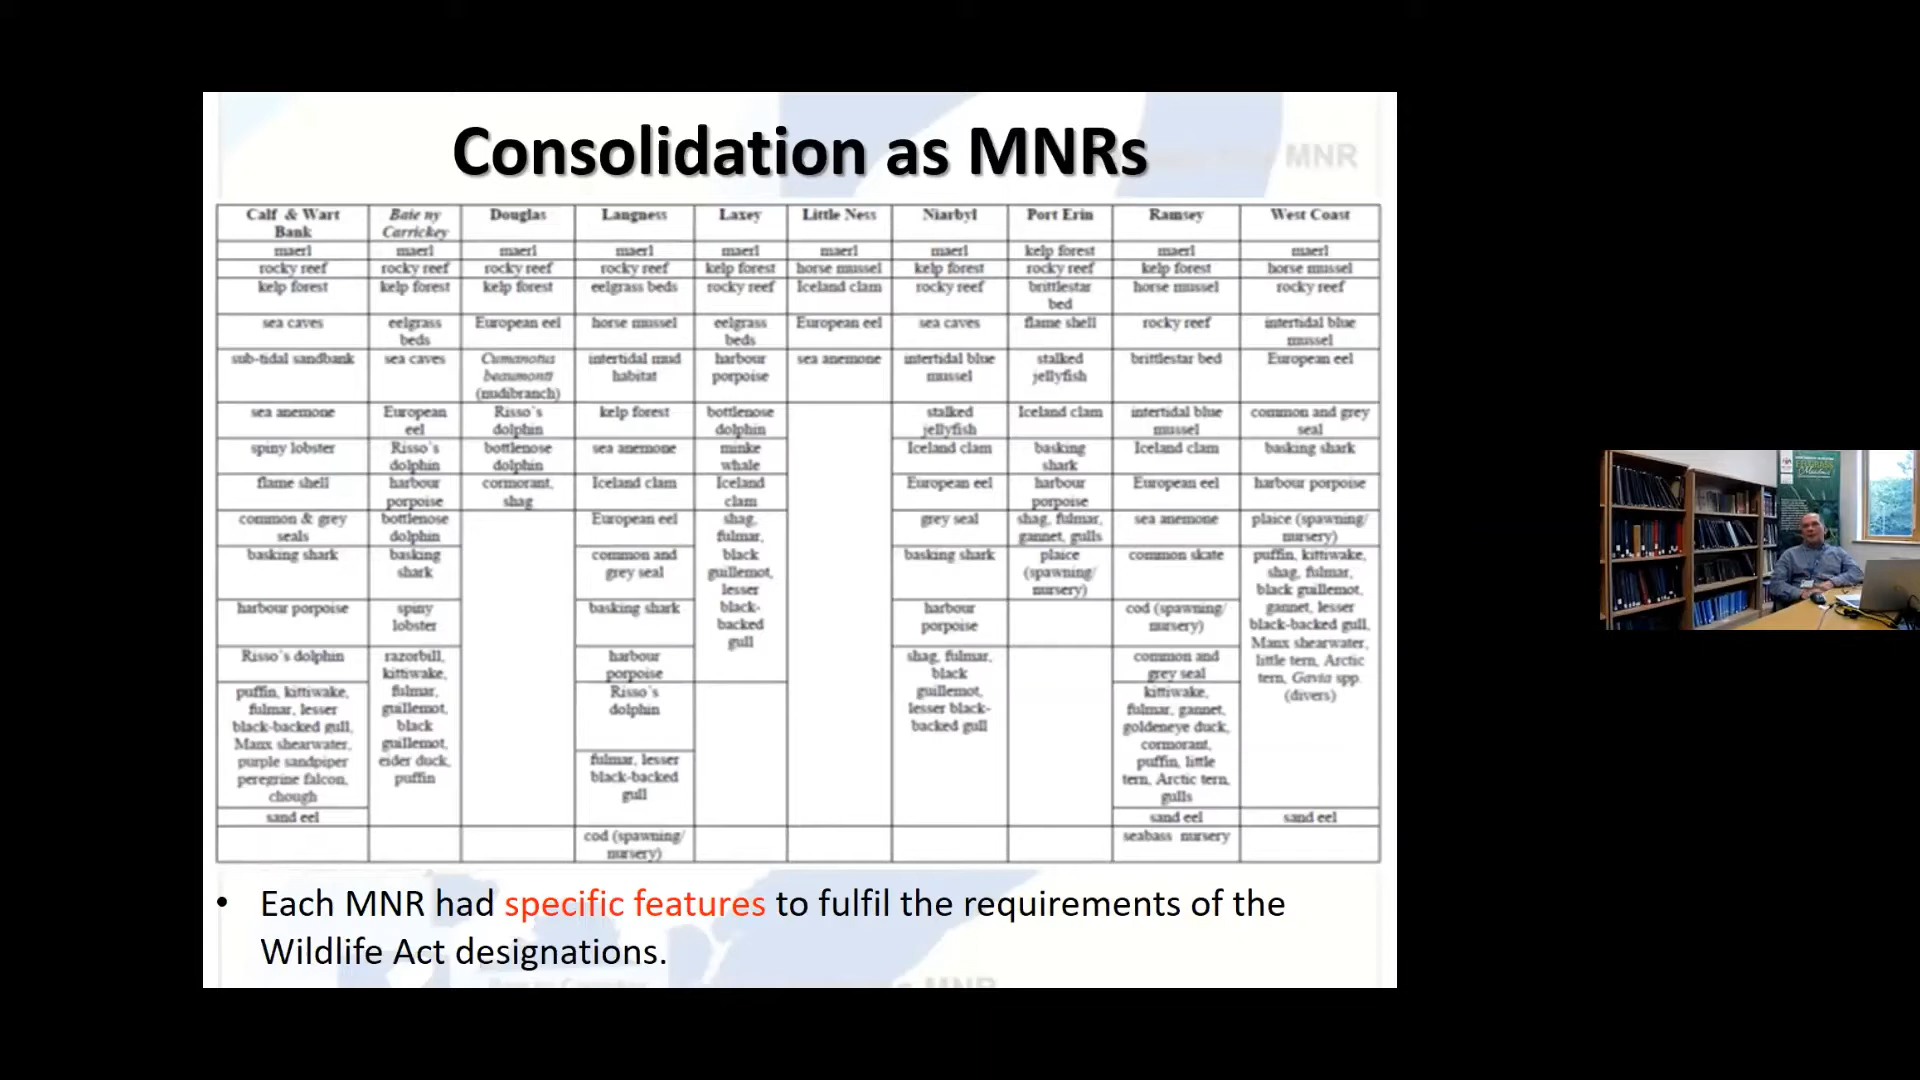 Consolidation as MNRs
MNR
Calf & Wart Bank
Baie ny Carrickey
Douglas
Langness
Laxey
Little Ness
Niarbyl
Port Erin
Ramsey
West Coast
maerl maerl maerl maerl maerl maerl maerl kelp forest maerl maerl
rocky reef rocky reef rocky reef rocky reef kelp forest horse mussel kelp forest rocky reef kelp forest horse mussel
kelp forest kelp forest kelp forest eelgrass beds rocky reef Iceland clam rocky reef brittlestar bed horse mussel rocky reef
sea caves eelgrass beds European eel horse mussel eelgrass beds European eel sea caves flame shell rocky reef intertidal blue mussel
sub-tidal sandbank sea caves Cumanotus beaumonti (nudibranch) intertidal mud habitat harbour porpoise sea anemone intertidal blue mussel stalked jellyfish brittlestar bed European eel
sea anemone European eel Risso's dolphin kelp forest bottlenose dolphin stalked jellyfish Iceland clam intertidal blue mussel common and grey seal
spiny lobster Risso's dolphin bottlenose dolphin sea anemone minke whale Iceland clam basking shark Iceland clam basking shark
flame shell harbour porpoise cormorant, shag Iceland clam Iceland clam European eel harbour porpoise European eel harbour porpoise
common & grey seals bottlenose dolphin European eel shag, fulmar, black guillemot, lesser black-backed gull grey seal shag, fulmar, gannet, gulls sea anemone plaice (spawning/ nursery)
basking shark basking shark common and grey seal basking shark plaice (spawning/ nursery) common skate puffin, kittiwake, shag, fulmar, black guillemot, gannet, lesser black-backed gull, Manx shearwater, little tern, Arctic tern, Gavia spp. (divers)
harbour porpoise spiny lobster basking shark harbour porpoise cod (spawning/ nursery)
Risso's dolphin razorbill, kittiwake, fulmar, guillemot, black guillemot, eider duck, puffin harbour porpoise shag, fulmar, black guillemot, lesser black-backed gull common and grey seal
puffin, kittiwake, fulmar, lesser black-backed gull, Manx shearwater, purple sandpiper peregrine falcon, chough Risso's dolphin kittiwake, fulmar, gannet, goldeneye duck, cormorant, puffin, little tern, Arctic tern, gulls
fulmar, lesser black-backed gull
sand eel sand eel sand eel
cod (spawning/ nursery) seabass nursery
• Each MNR had specific features to fulfil the requirements of the
Wildlife Act designations.
MNR